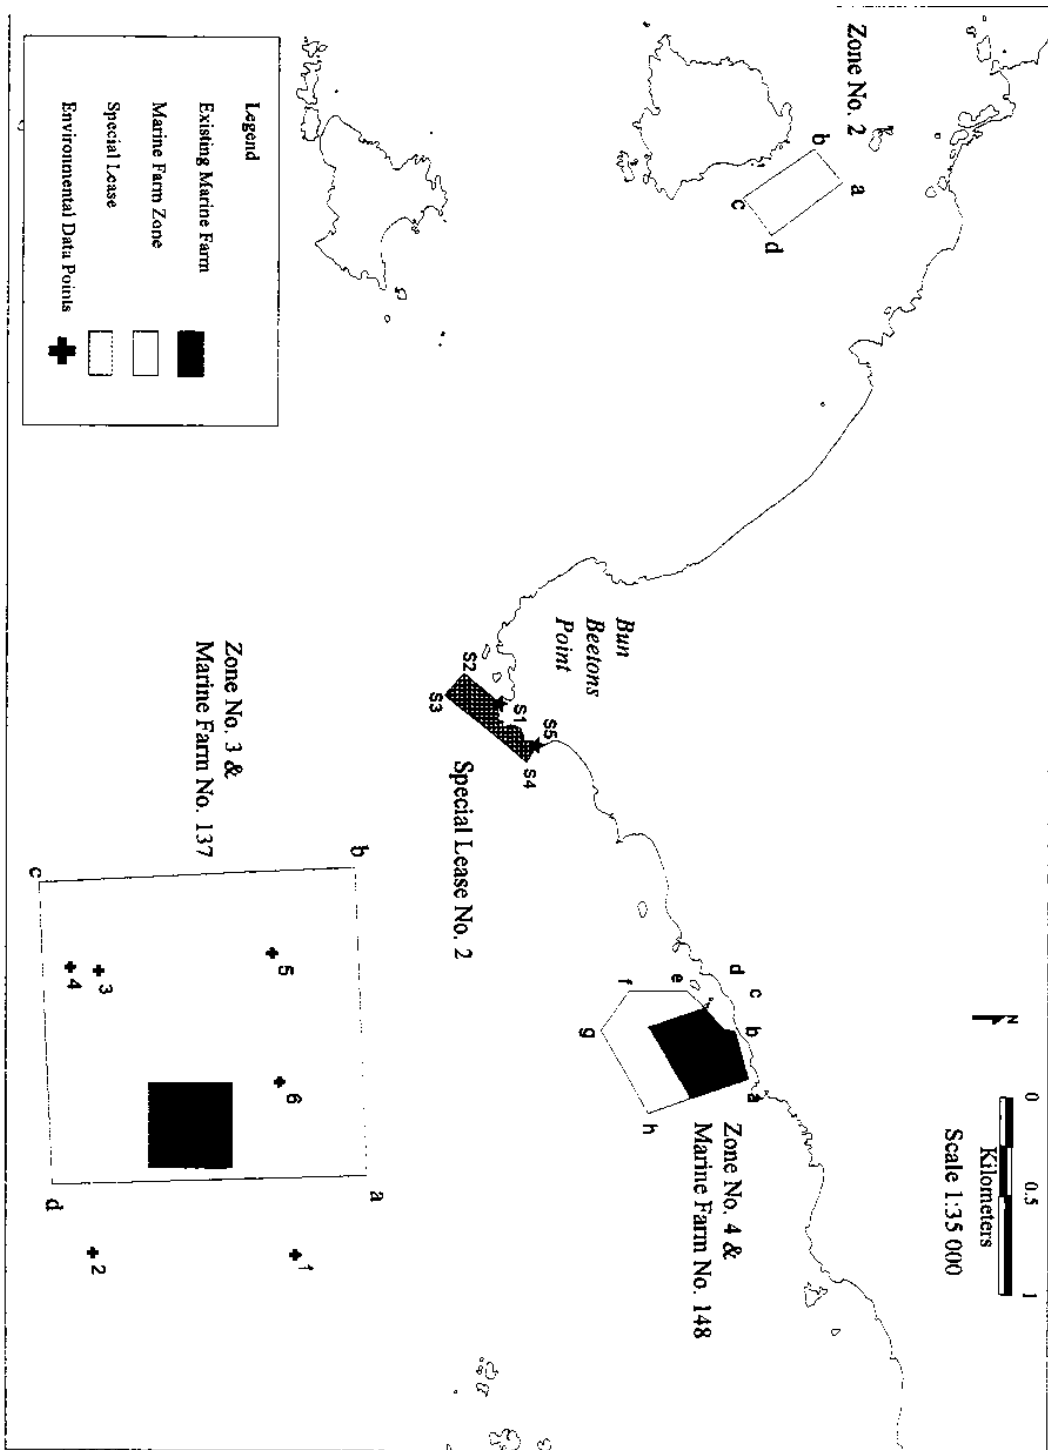 Zone No. 2
a
b
c
d
Bun
Beetons
Point
S1
S2
S3
S4
S5
Special Lease No. 2
N
0
0.5
1
Kilometers
Scale 1:35 000
Zone No. 4 &
Marine Farm No. 148
a
b
c
d
e
f
g
h
Zone No. 3 &
Marine Farm No. 137
a
b
c
d
1
2
3
4
5
6
Legend
Existing Marine Farm
Marine Farm Zone
Special Lease
Environmental Data Points